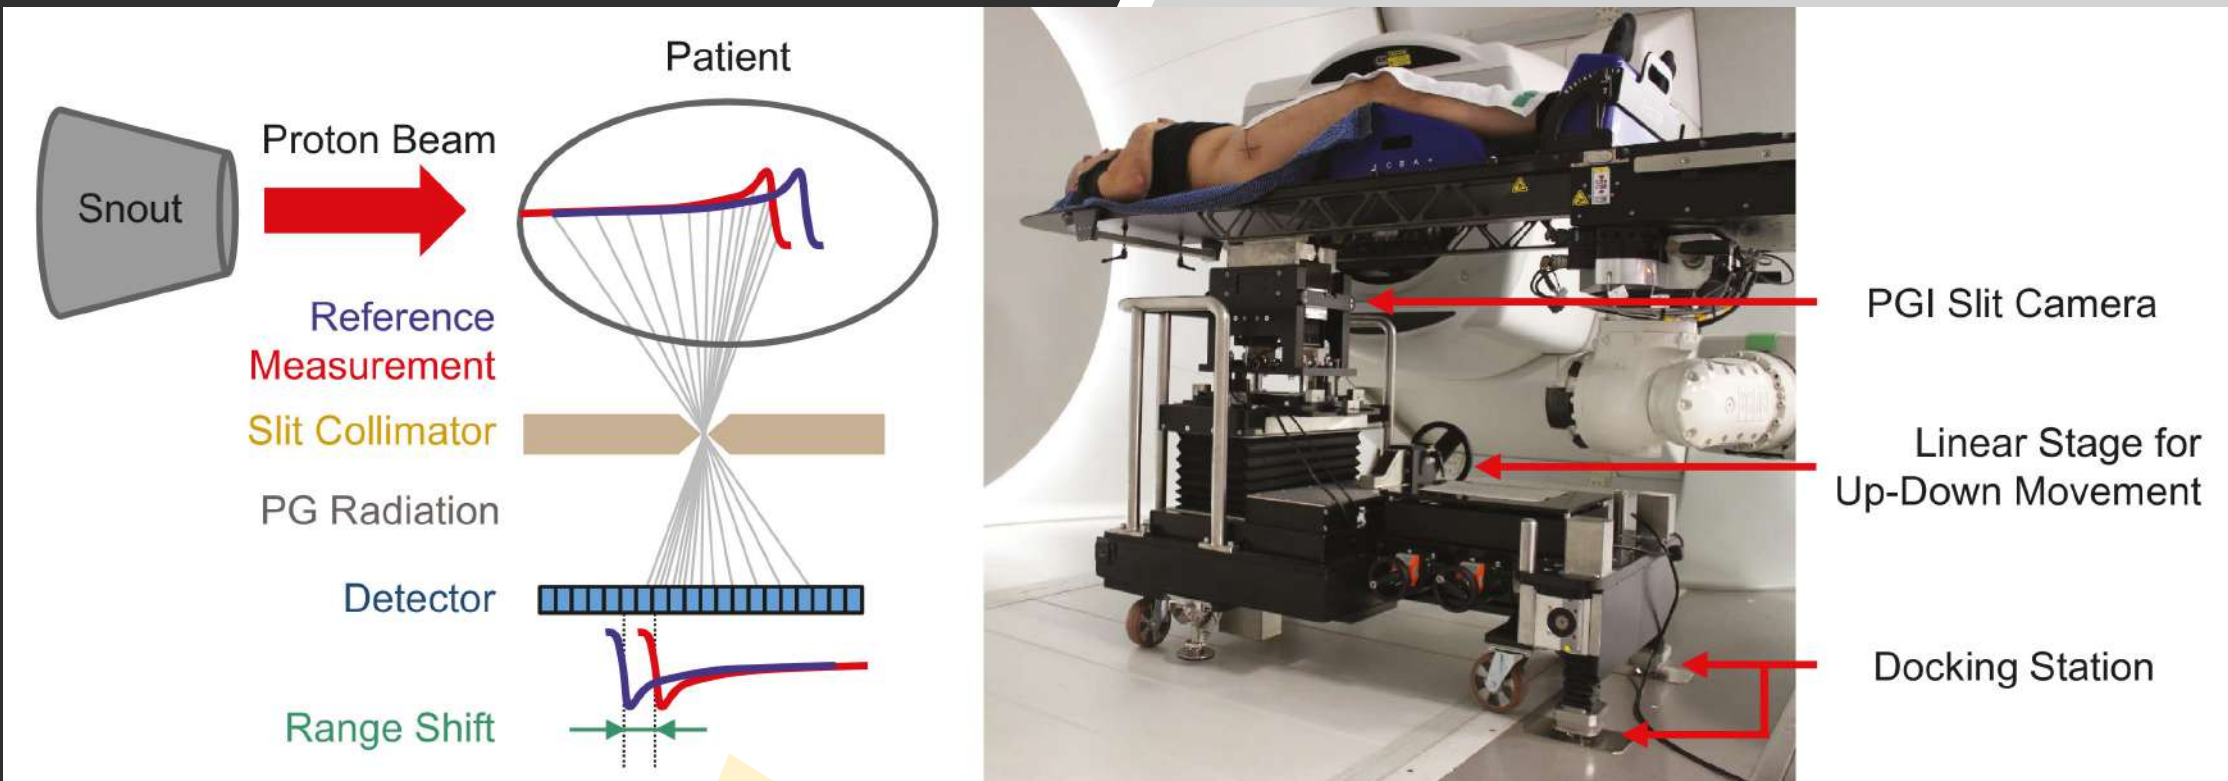 Patient
Proton Beam
Snout
Reference
Measurement
Slit Collimator
PG Radiation
Detector
Range Shift
PGI Slit Camera
Linear Stage for
Up-Down Movement
Docking Station